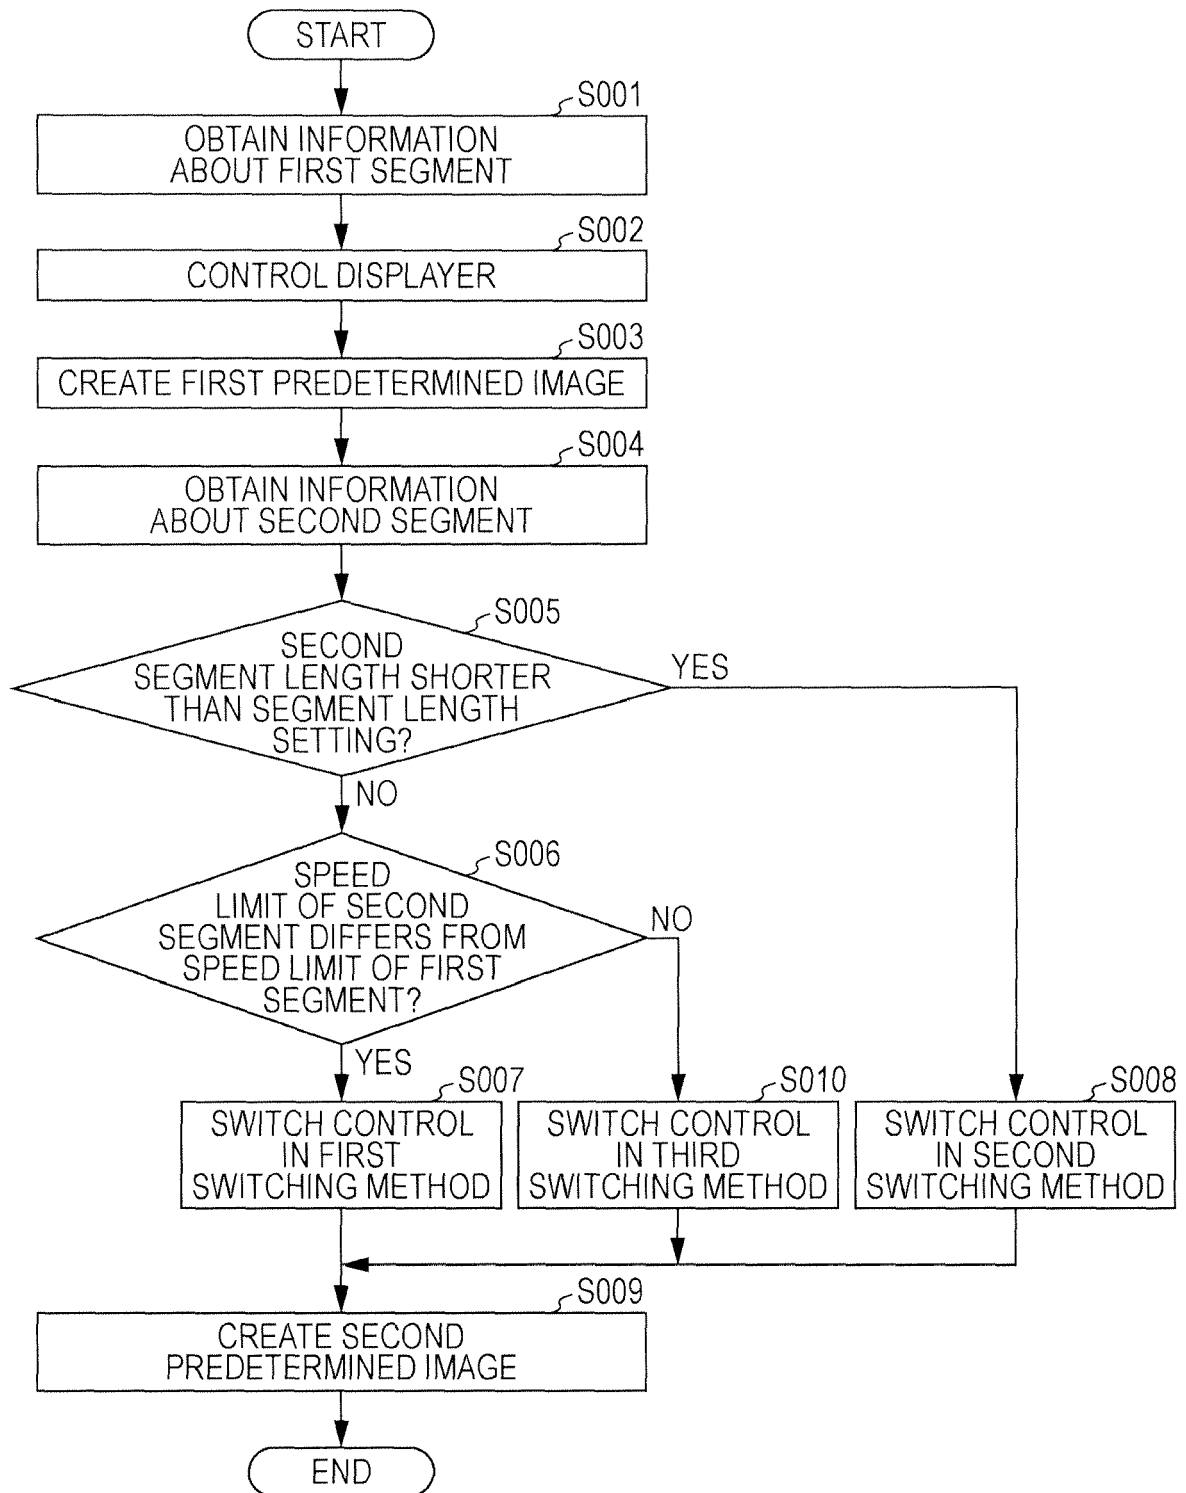 START
S001
OBTAIN INFORMATION
ABOUT FIRST SEGMENT
S002
CONTROL DISPLAYER
S003
CREATE FIRST PREDETERMINED IMAGE
S004
OBTAIN INFORMATION
ABOUT SECOND SEGMENT
S005
SECOND
SEGMENT LENGTH SHORTER
THAN SEGMENT LENGTH
SETTING?
YES
NO
S006
SPEED
LIMIT OF SECOND
SEGMENT DIFFERS FROM
SPEED LIMIT OF FIRST
SEGMENT?
NO
YES
S007
SWITCH CONTROL
IN FIRST
SWITCHING METHOD
S010
SWITCH CONTROL
IN THIRD
SWITCHING METHOD
S008
SWITCH CONTROL
IN SECOND
SWITCHING METHOD
S009
CREATE SECOND
PREDETERMINED IMAGE
END